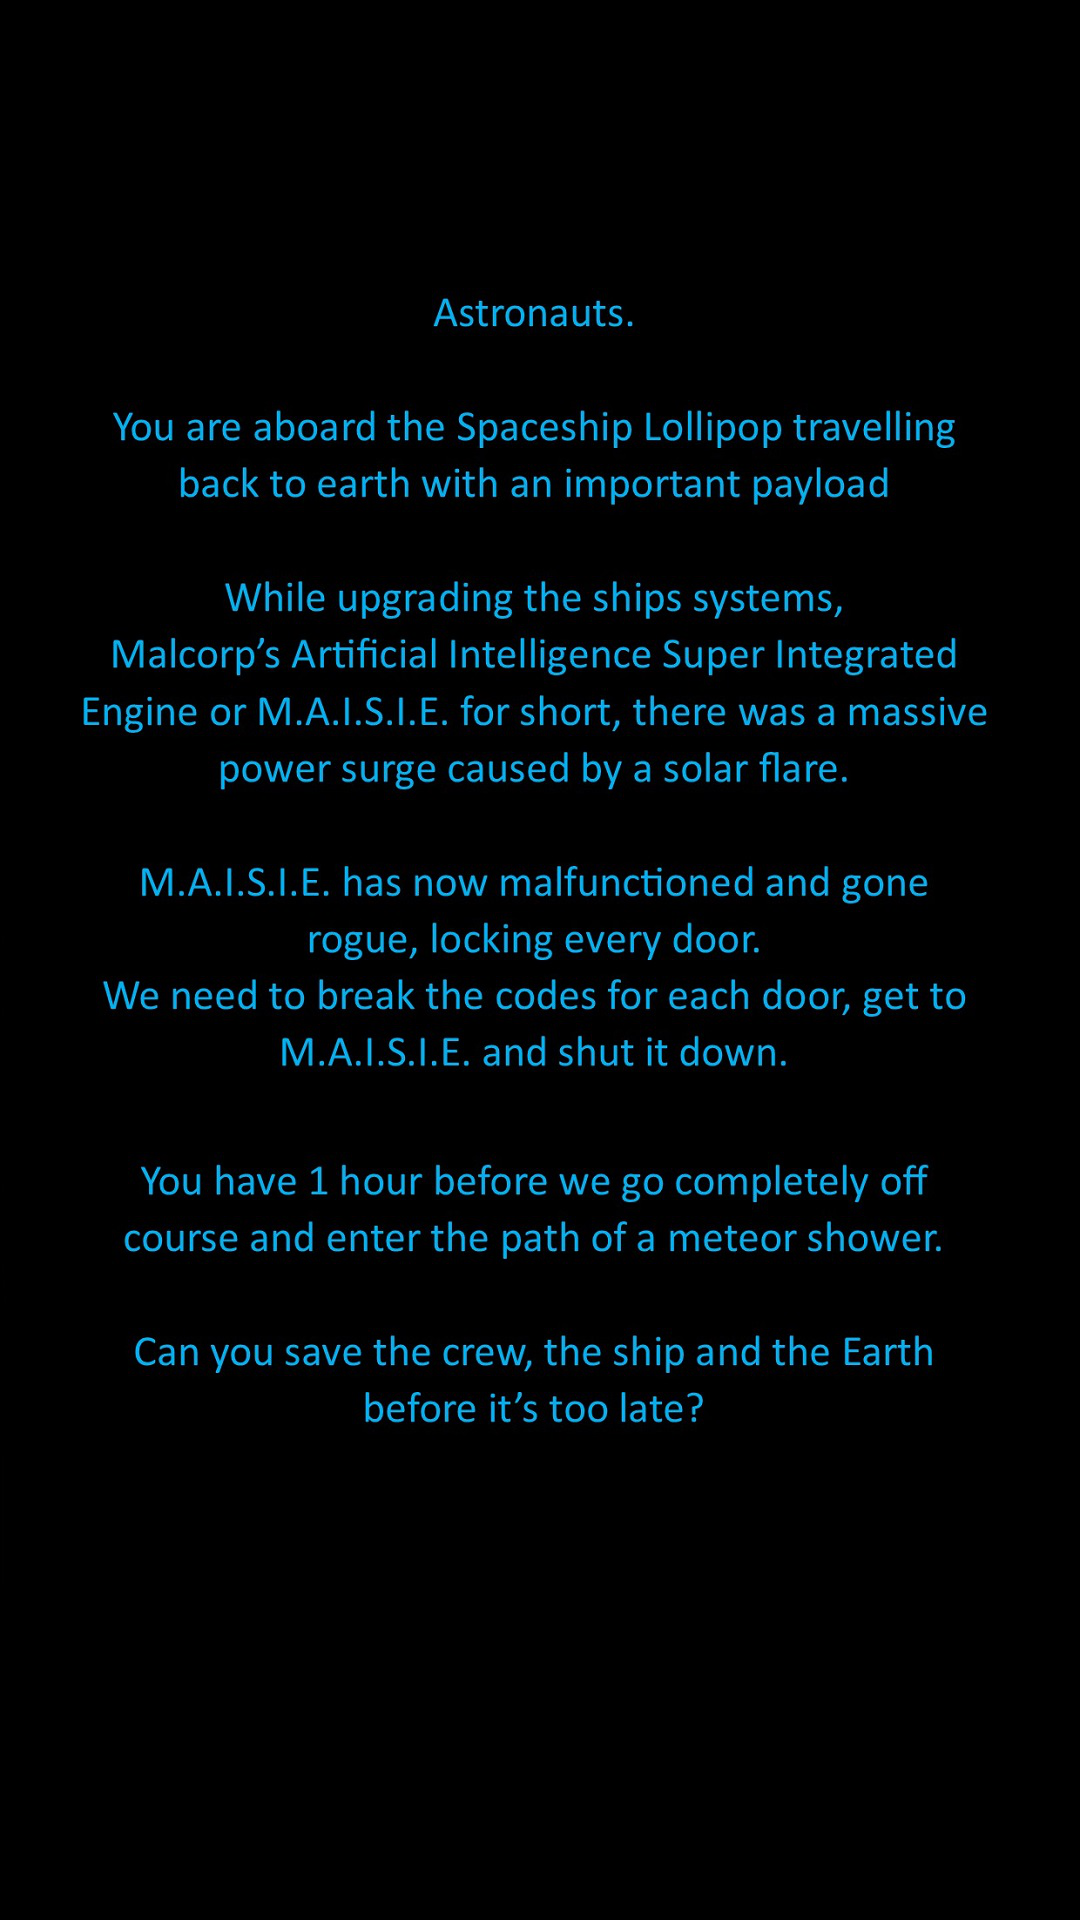 Astronauts.
You are aboard the Spaceship Lollipop travelling
back to earth with an important payload
While upgrading the ships systems,
Malcorp’s Artificial Intelligence Super Integrated
Engine or M.A.I.S.I.E. for short, there was a massive
power surge caused by a solar flare.
M.A.I.S.I.E. has now malfunctioned and gone
rogue, locking every door.
We need to break the codes for each door, get to
M.A.I.S.I.E. and shut it down.
You have 1 hour before we go completely off
course and enter the path of a meteor shower.
Can you save the crew, the ship and the Earth
before it’s too late?